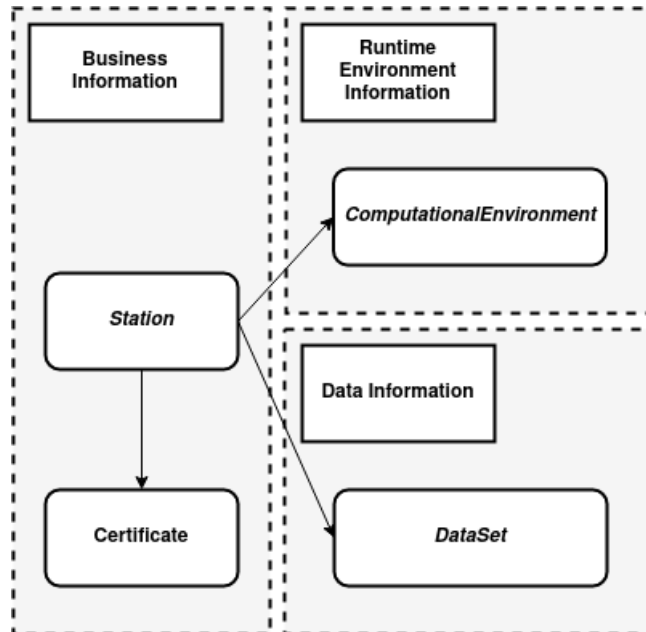 Business
Information
Runtime
Environment
Information
ComputationalEnvironment
Station
Data Information
Certificate
DataSet